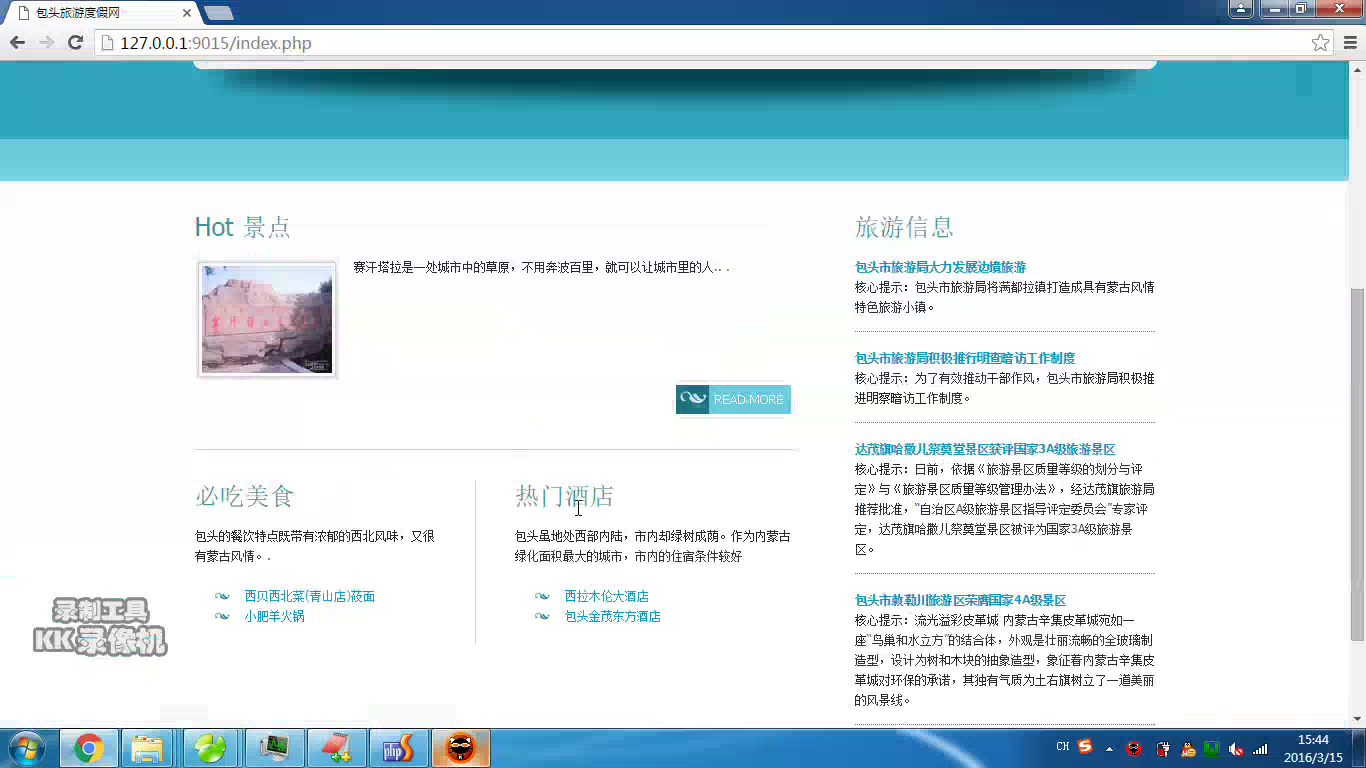 包头旅游度假网
127.0.0.1:9015/index.php
Hot 景点
赛汗塔拉是一处城市中的草原，不用奔波百里，就可以让城市里的人.. .
READ MORE
必吃美食
包头的餐饮特点既带有浓郁的西北风味，又很
有蒙古风情。.
西贝西北菜(青山店)莜面
小肥羊火锅
热门酒店
包头虽地处西部内陆，市内却绿树成荫。作为内蒙古
绿化面积最大的城市，市内的住宿条件较好
西拉木伦大酒店
包头金茂东方酒店
旅游信息
包头市旅游局大力发展边境旅游
核心提示：包头市旅游局将满都拉镇打造成具有蒙古风情
特色旅游小镇。
包头市旅游局积极推行明查暗访工作制度
核心提示：为了有效推动干部作风，包头市旅游局积极推
进明察暗访工作制度。
达茂旗哈撒儿祭奠堂景区获评国家3A级旅游景区
核心提示：日前，依据《旅游景区质量等级的划分与评
定》与《旅游景区质量等级管理办法》，经达茂旗旅游局
推荐批准，“自治区A级旅游景区指导评定委员会”专家评
定，达茂旗哈撒儿祭奠堂景区被评为国家3A级旅游景
区。
包头市敕勒川旅游区荣膺国家4A级景区
核心提示：流光溢彩皮革城 内蒙古辛集皮革城宛如一
座“鸟巢和水立方”的结合体，外观是壮丽流畅的全玻璃制
造型，设计为树和木块的抽象造型，象征着内蒙古辛集皮
革城对环保的承诺，其独有气质为土右旗树立了一道美丽
的风景线。
录制工具
KK录像机
php
CH
15:44
2016/3/15